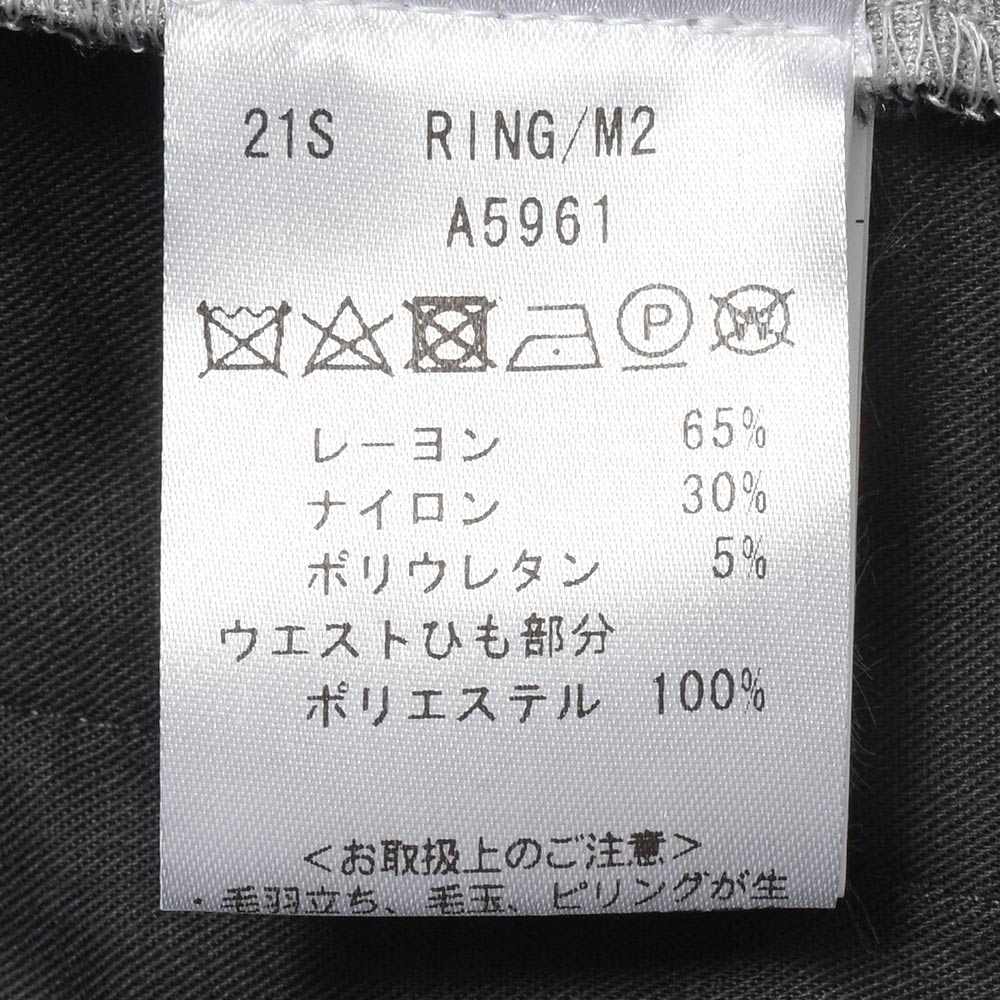 21S RING/M2
A5961
P W
レーヨン 65%
ナイロン 30%
ポリウレタン 5%
ウエストひも部分
ポリエステル 100%
＜お取扱上のご注意＞
・毛羽立ち、毛玉、ピリングが生